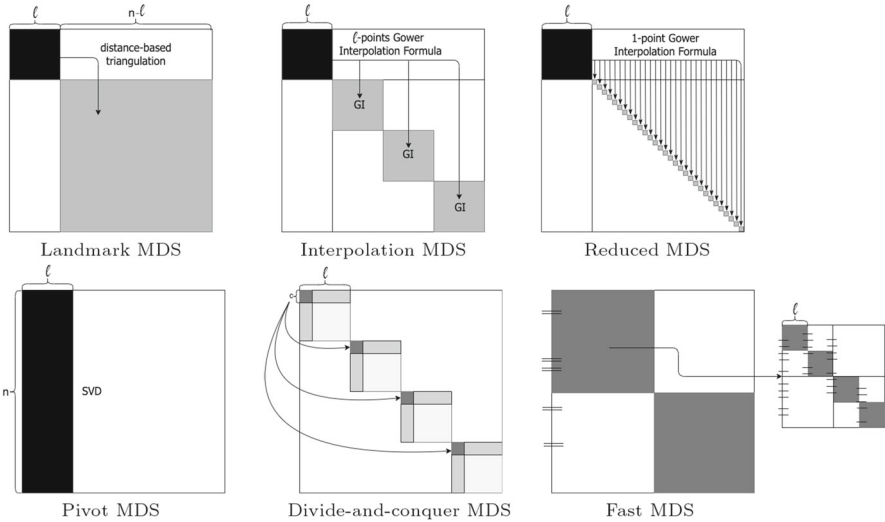 ℓ
n-ℓ
distance-based
triangulation
Landmark MDS
ℓ
ℓ-points Gower
Interpolation Formula
GI
GI
GI
Interpolation MDS
ℓ
1-point Gower
Interpolation Formula
Reduced MDS
ℓ
n
SVD
Pivot MDS
ℓ
c
Divide-and-conquer MDS
ℓ
Fast MDS